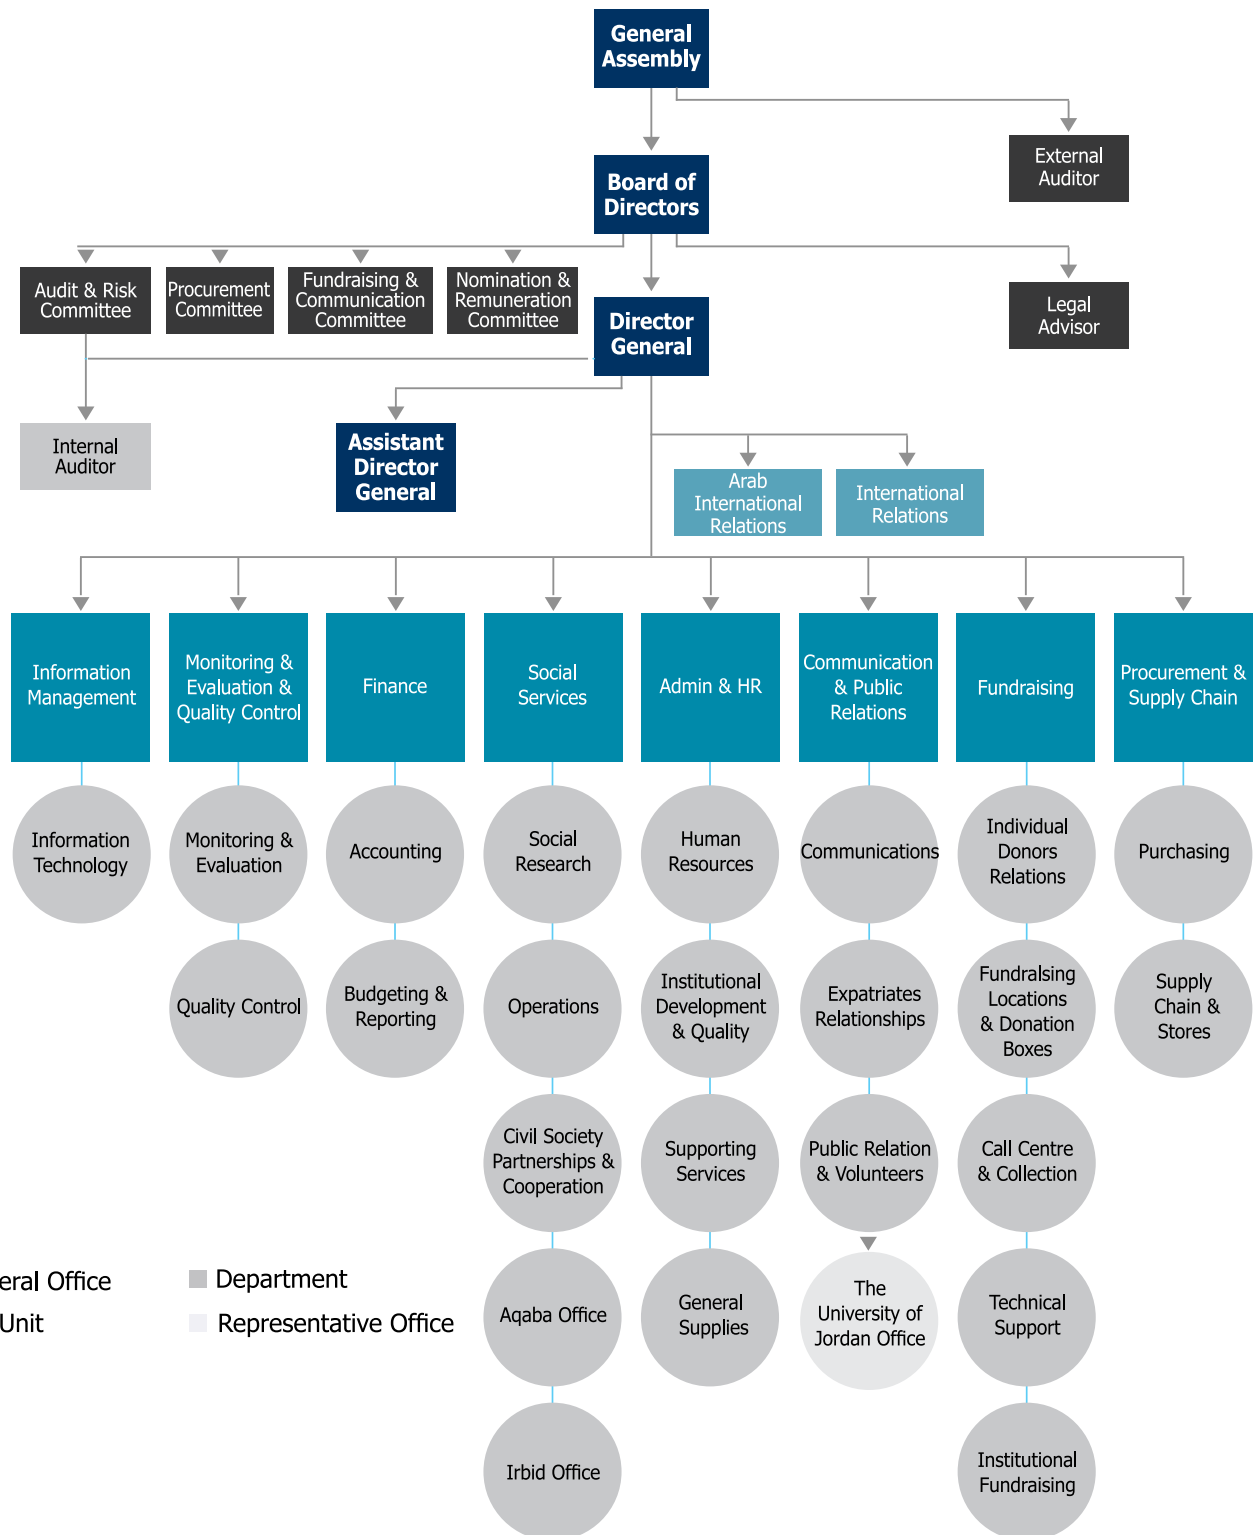 General
Assembly
External
Auditor
Board of
Directors
Audit & Risk
Committee
Procurement
Committee
Fundraising &
Communication
Committee
Nomination &
Remuneration
Committee
Director
General
Legal
Advisor
Internal
Auditor
Assistant
Director
General
Arab
International
Relations
International
Relations
Information
Management
Monitoring &
Evaluation &
Quality Control
Finance
Social
Services
Admin & HR
Communication
& Public
Relations
Fundraising
Procurement &
Supply Chain
Information
Technology
Monitoring &
Evaluation
Accounting
Social
Research
Human
Resources
Communications
Individual
Donors
Relations
Purchasing
Quality Control
Budgeting &
Reporting
Operations
Institutional
Development
& Quality
Expatriates
Relationships
Fundralsing
Locations
& Donation
Boxes
Supply
Chain &
Stores
Civil Society
Partnerships &
Cooperation
Supporting
Services
Public Relation
& Volunteers
Call Centre
& Collection
eral Office
Department
Unit
Representative Office
Aqaba Office
General
Supplies
The
University of
Jordan Office
Technical
Support
Irbid Office
Institutional
Fundraising